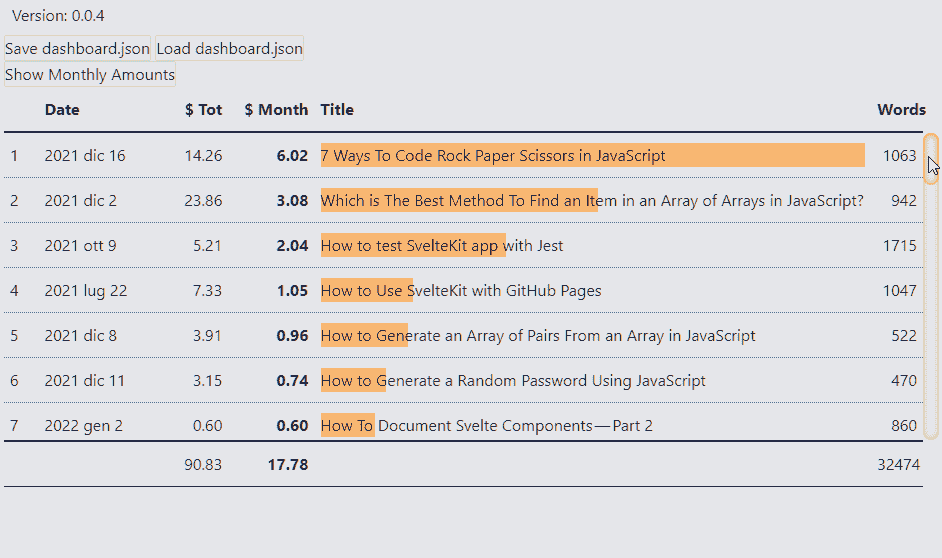 Version: 0.0.4
Save dashboard.json Load dashboard.json
Show Monthly Amounts
Date $ Tot $ Month Title Words
1 2021 dic 16 14.26 6.02 7 Ways To Code Rock Paper Scissors in JavaScript 1063
2 2021 dic 2 23.86 3.08 Which is The Best Method To Find an Item in an Array of Arrays in JavaScript? 942
3 2021 ott 9 5.21 2.04 How to test SvelteKit app with Jest 1715
4 2021 lug 22 7.33 1.05 How to Use SvelteKit with GitHub Pages 1047
5 2021 dic 8 3.91 0.96 How to Generate an Array of Pairs From an Array in JavaScript 522
6 2021 dic 11 3.15 0.74 How to Generate a Random Password Using JavaScript 470
7 2022 gen 2 0.60 0.60 How To Document Svelte Components — Part 2 860
90.83 17.78 32474